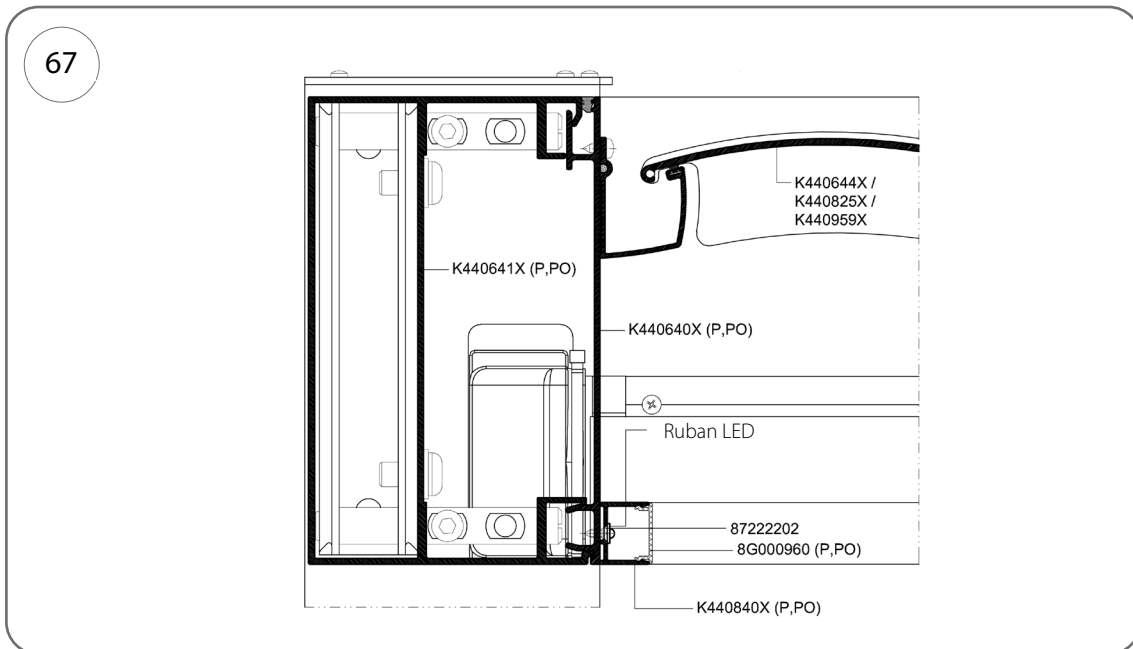 67
K440644X /
K440825X /
K440959X
K440641X (P,PO)
K440640X (P,PO)
Ruban LED
87222202
8G000960 (P,PO)
K440840X (P,PO)